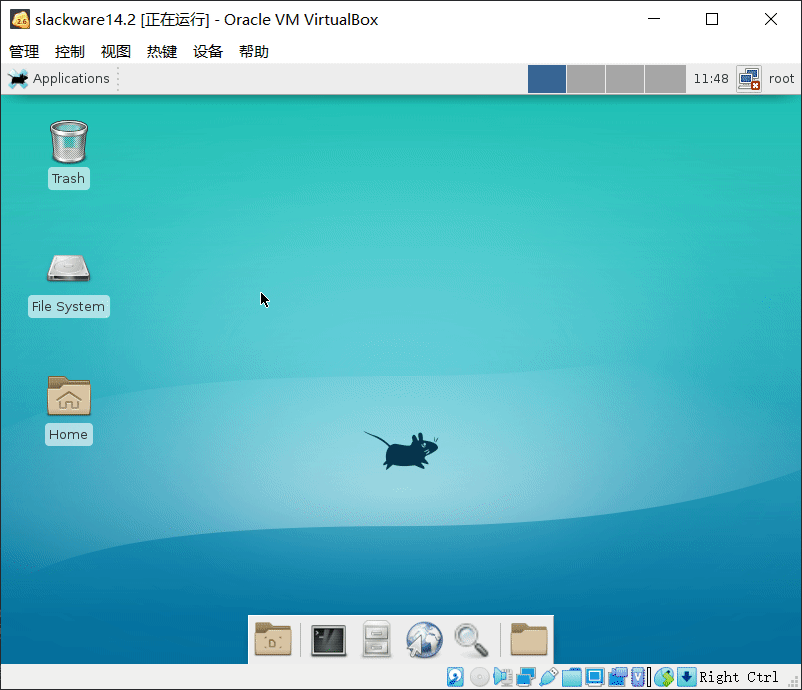 slackware14.2 [正在运行] - Oracle VM VirtualBox
管理 控制 视图 热键 设备 帮助
Applications 11:48 root
Trash
File System
Home
Right Ctrl